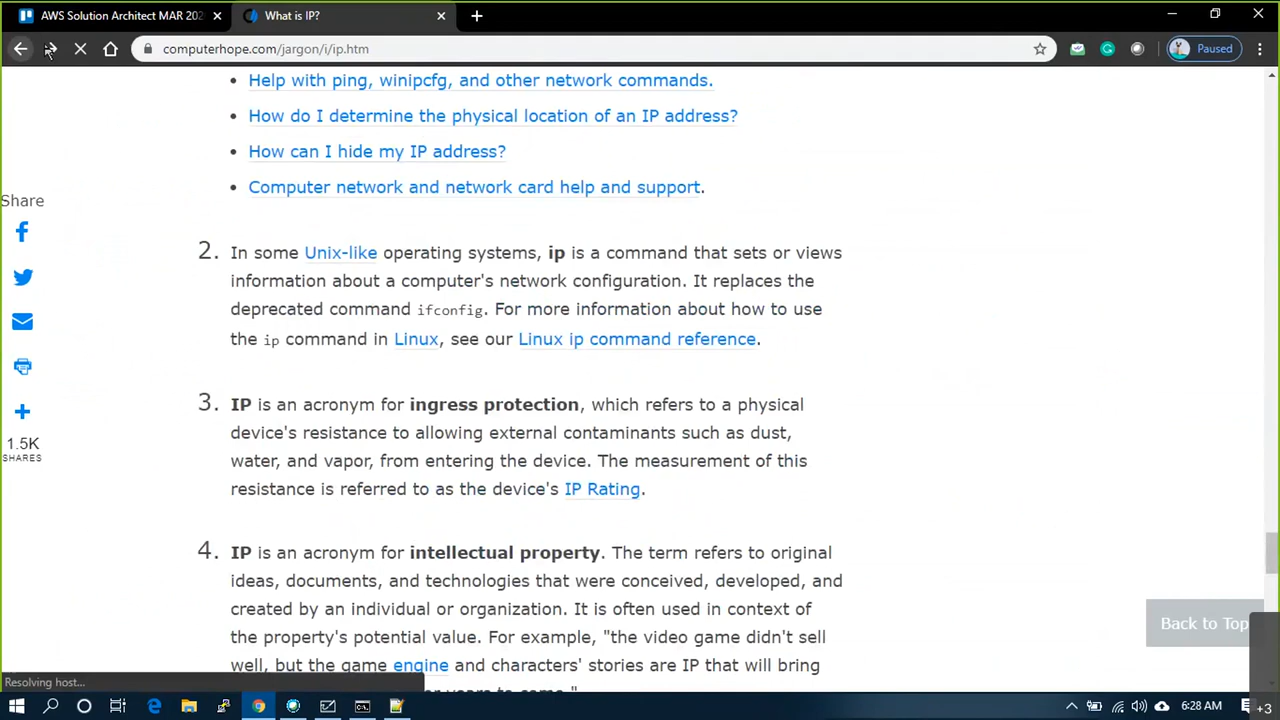 AWS Solution Architect MAR 202
What is IP?
computerhope.com/jargon/i/ip.htm
Paused
Help with ping, winipcfg, and other network commands.
How do I determine the physical location of an IP address?
How can I hide my IP address?
Computer network and network card help and support.
Share
1.5K
SHARES
2. In some Unix-like operating systems, ip is a command that sets or views
information about a computer's network configuration. It replaces the
deprecated command ifconfig. For more information about how to use
the ip command in Linux, see our Linux ip command reference.
3. IP is an acronym for ingress protection, which refers to a physical
device's resistance to allowing external contaminants such as dust,
water, and vapor, from entering the device. The measurement of this
resistance is referred to as the device's IP Rating.
4. IP is an acronym for intellectual property. The term refers to original
ideas, documents, and technologies that were conceived, developed, and
created by an individual or organization. It is often used in context of
the property's potential value. For example, "the video game didn't sell
well, but the game engine and characters' stories are IP that will bring
Back to Top
Resolving host...
6:28 AM
+3